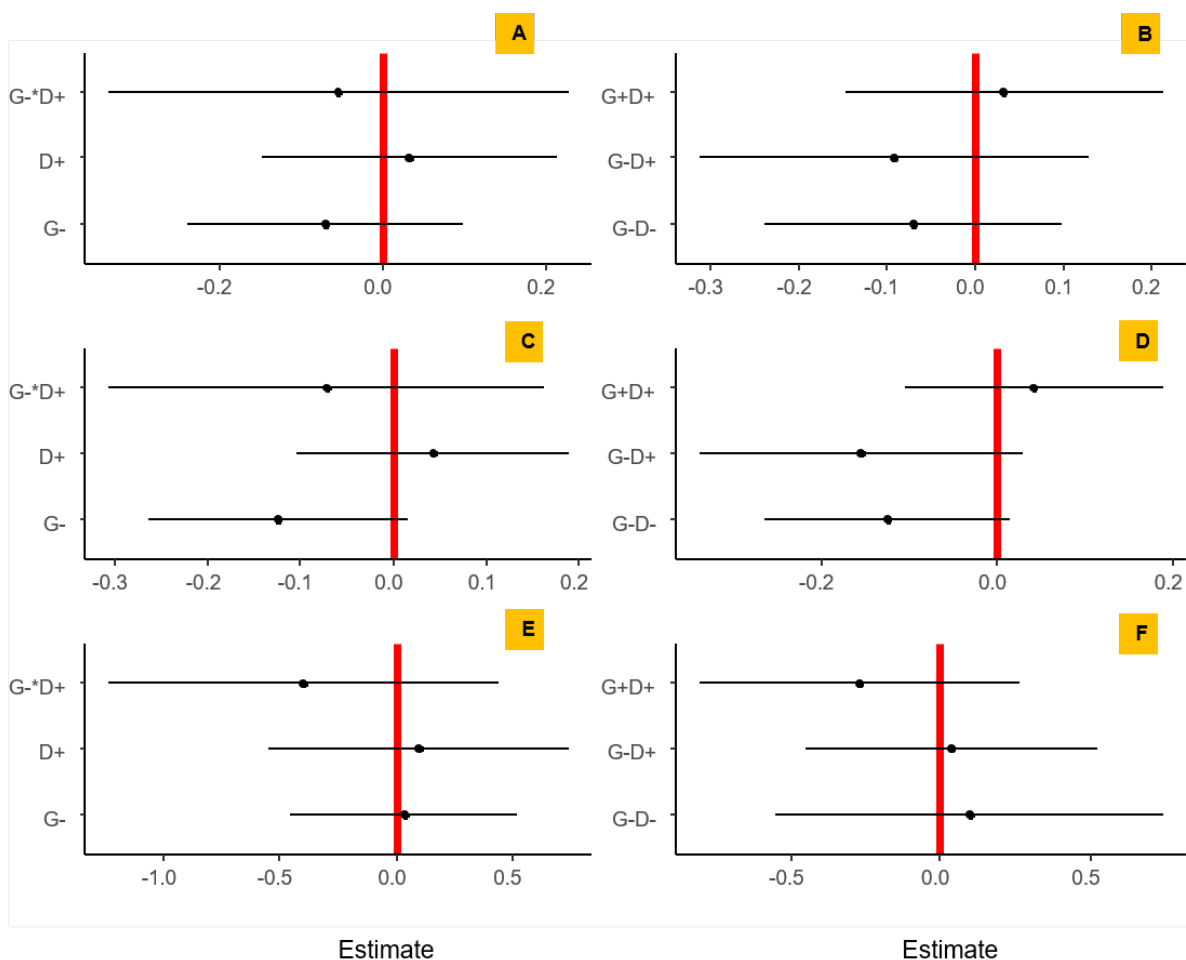 A
G-*D+
D+
G-
-0.2 0.0 0.2
B
G+D+
G-D+
G-D-
-0.3 -0.2 -0.1 0.0 0.1 0.2
C
G-*D+
D+
G-
-0.3 -0.2 -0.1 0.0 0.1 0.2
D
G+D+
G-D+
G-D-
-0.2 0.0 0.2
E
G-*D+
D+
G-
-1.0 -0.5 0.0 0.5
Estimate
F
G+D+
G-D+
G-D-
-0.5 0.0 0.5
Estimate